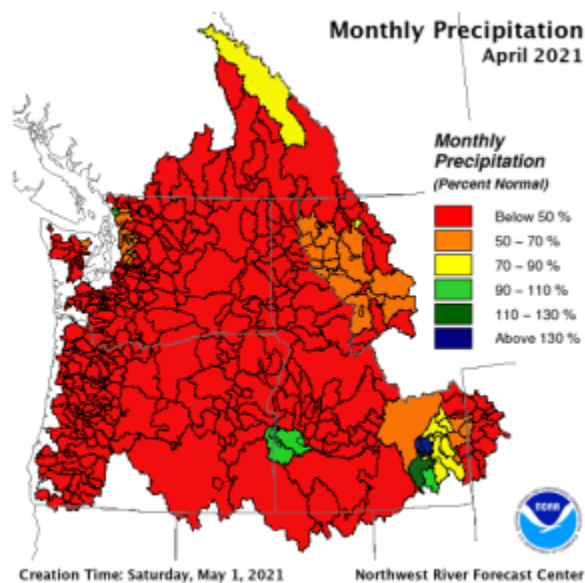 Monthly Precipitation
April 2021
Monthly
Precipitation
(Percent Normal)
Below 50 %
50 – 70 %
70 – 90 %
90 – 110 %
110 – 130 %
Above 130 %
NOAA
Creation Time: Saturday, May 1, 2021
Northwest River Forecast Center